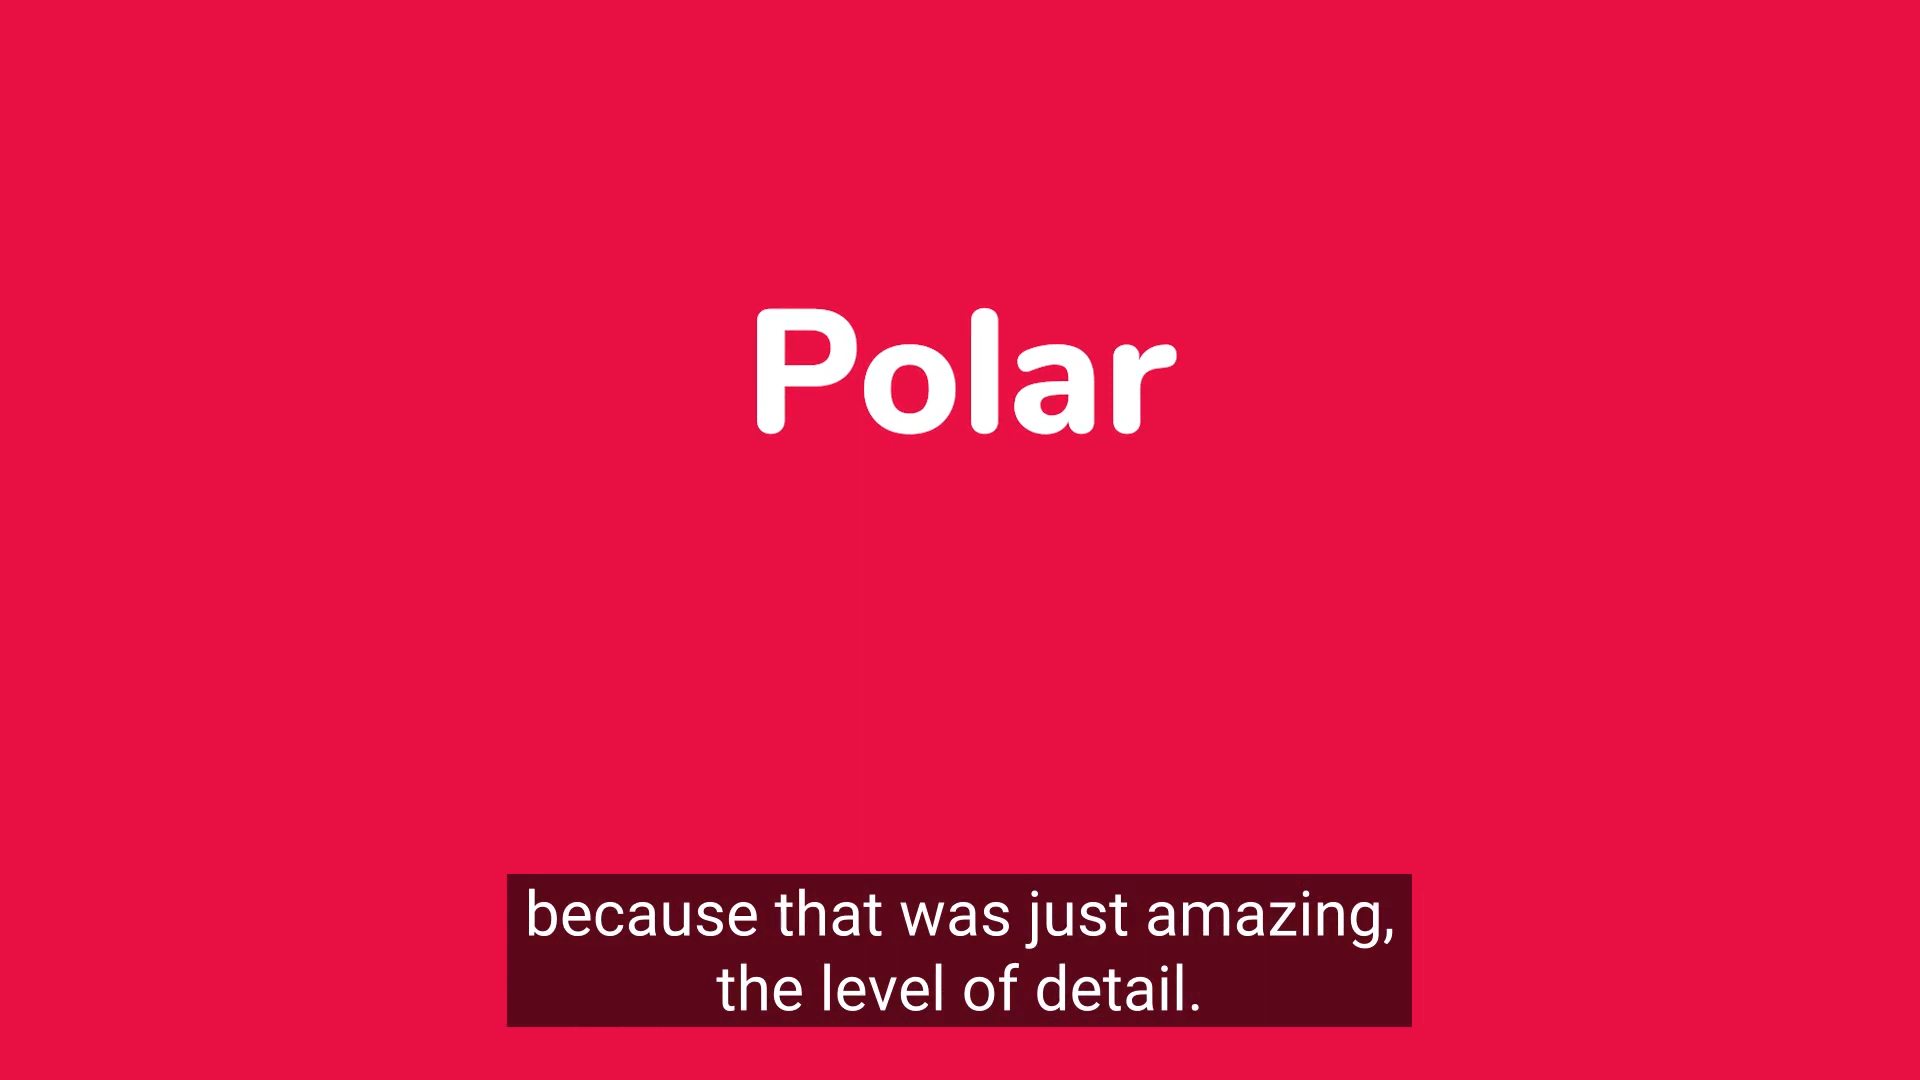 Polar
because that was just amazing,
the level of detail.